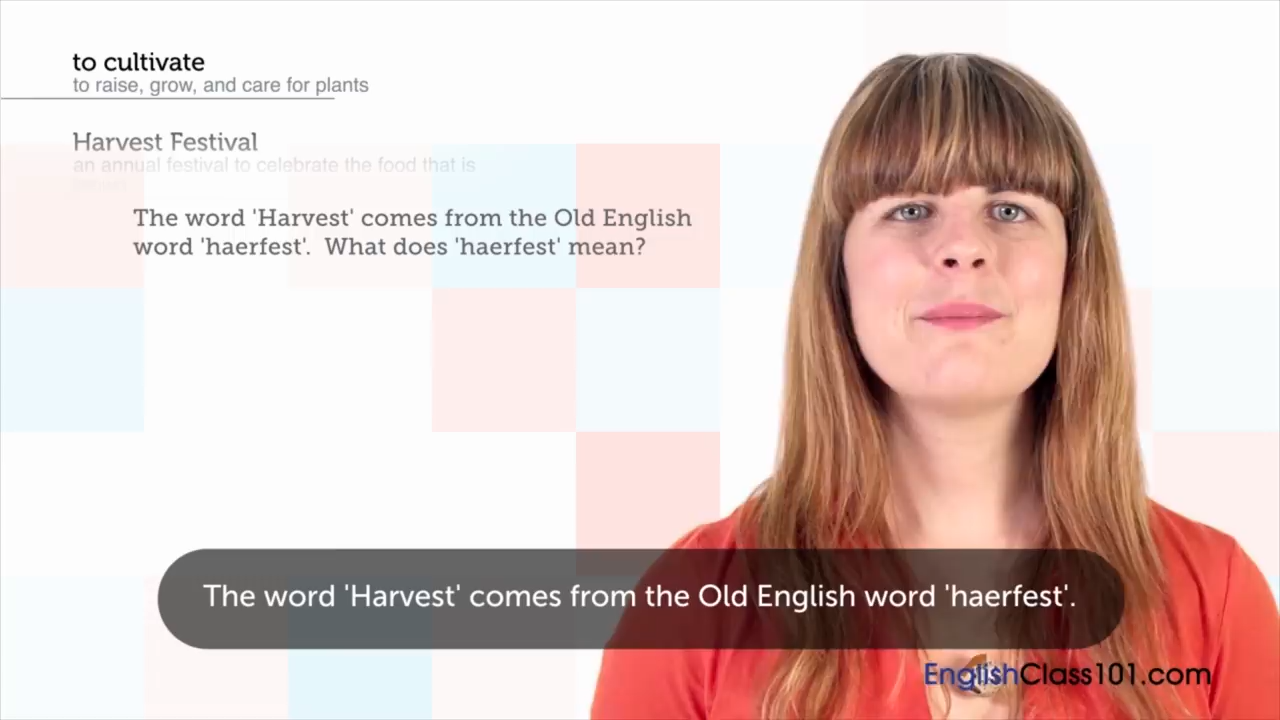 to cultivate
to raise, grow, and care for plants
Harvest Festival
an annual festival to celebrate the food that is
The word 'Harvest' comes from the Old English
word 'haerfest'.  What does 'haerfest' mean?
The word 'Harvest' comes from the Old English word 'haerfest'.
EnglishClass101.com